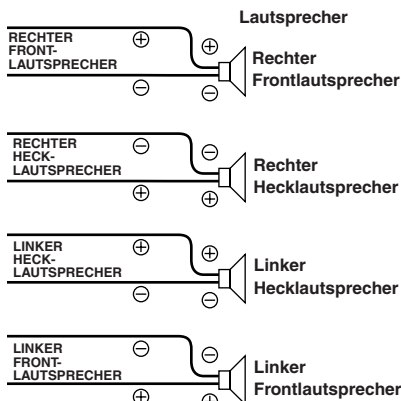 Lautsprecher
RECHTER
FRONT-
LAUTSPRECHER
⊕
⊕
Rechter
Frontlautsprecher
⊖
⊖
RECHTER
HECK-
LAUTSPRECHER
⊖
⊖
Rechter
Hecklautsprecher
⊕
⊕
LINKER
HECK-
LAUTSPRECHER
⊕
⊕
Linker
Hecklautsprecher
⊖
⊖
LINKER
FRONT-
LAUTSPRECHER
⊖
⊖
Linker
Frontlautsprecher
⊕
⊕